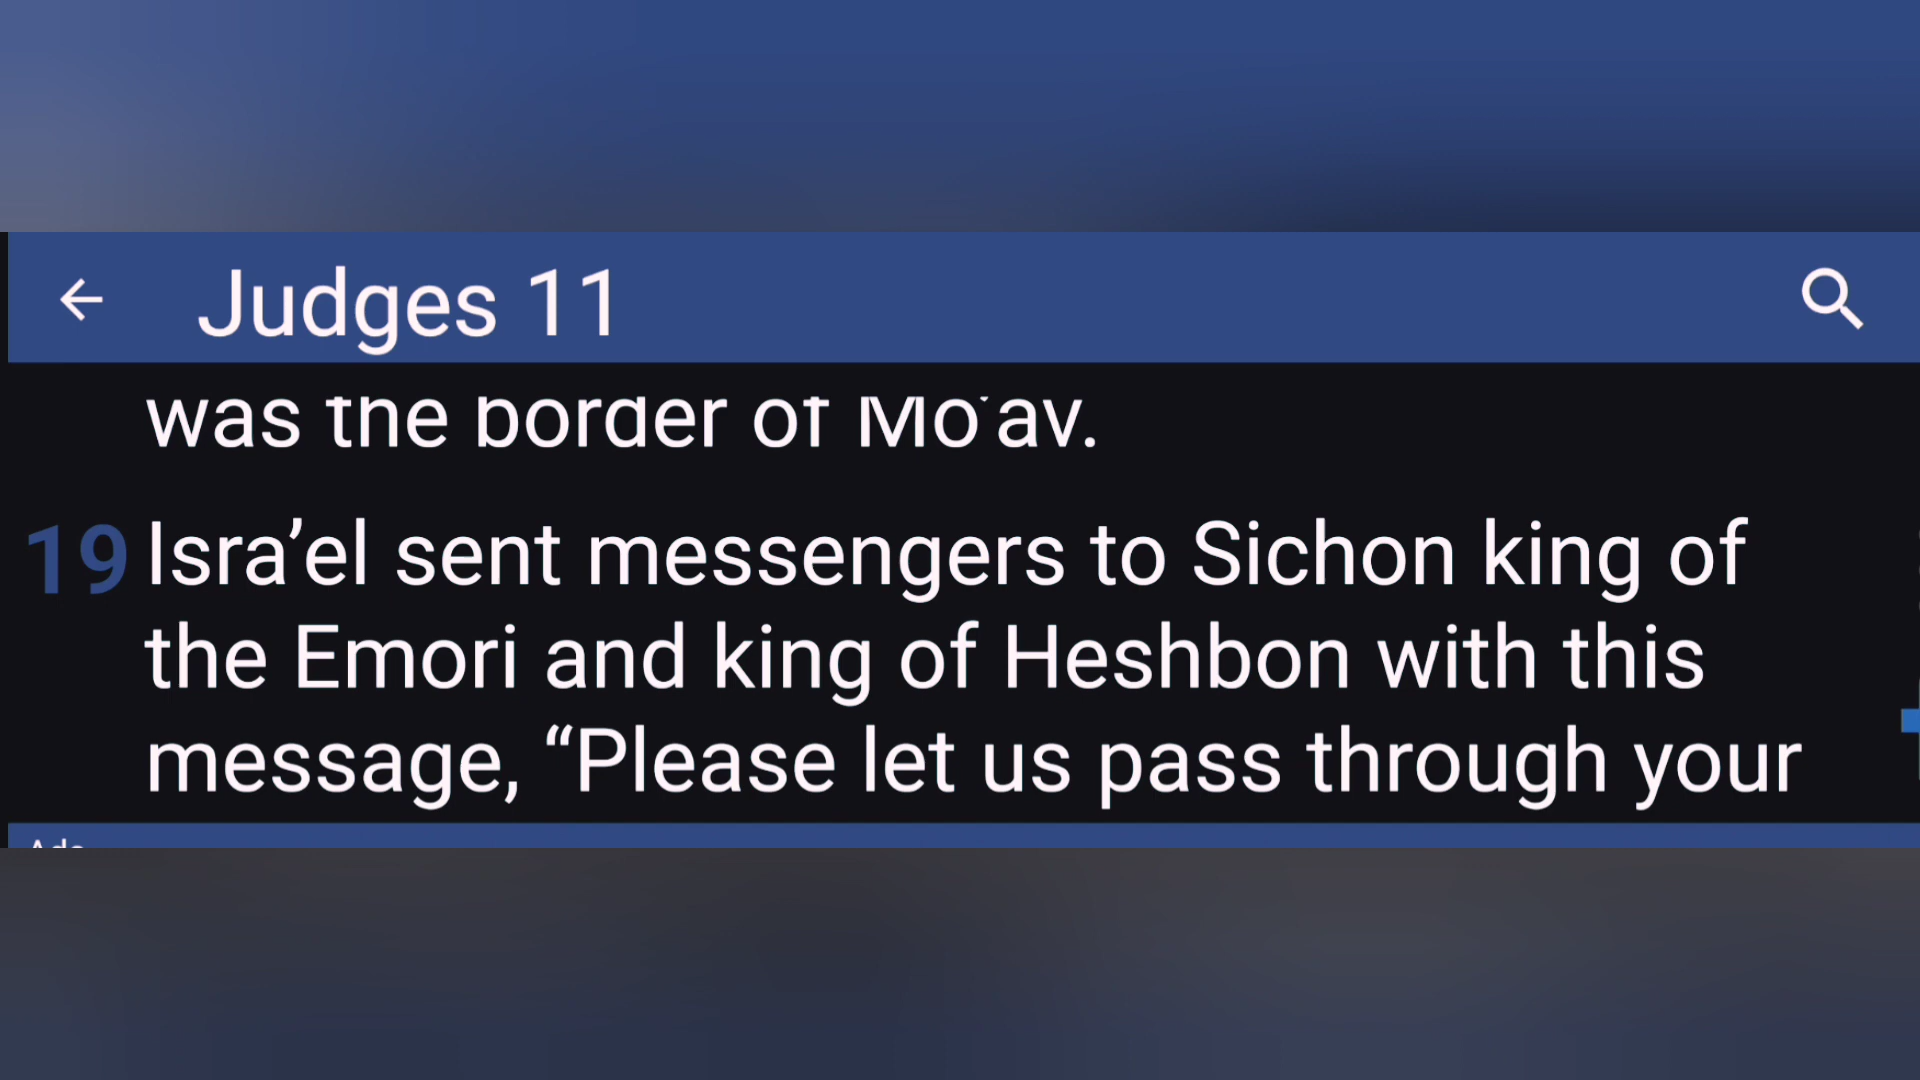 Judges 11
was the border of Mo’av.
19 Isra’el sent messengers to Sichon king of
the Emori and king of Heshbon with this
message, “Please let us pass through your
Ads